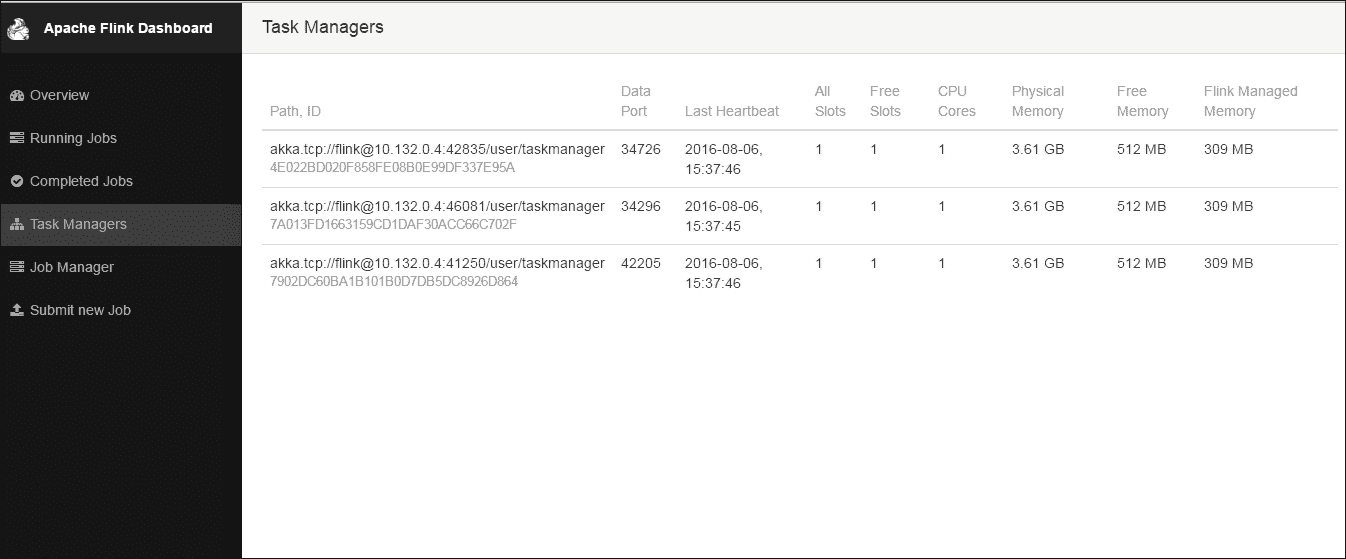 Apache Flink Dashboard
Overview
Running Jobs
Completed Jobs
Task Managers
Job Manager
Submit new Job
Task Managers
Path, ID Data Port Last Heartbeat All Slots Free Slots CPU Cores Physical Memory Free Memory Flink Managed Memory
akka.tcp://flink@10.132.0.4:42835/user/taskmanager 34726 2016-08-06, 15:37:46 1 1 1 3.61 GB 512 MB 309 MB
4E022BD020F858FE08B0E99DF337E95A
akka.tcp://flink@10.132.0.4:46081/user/taskmanager 34296 2016-08-06, 15:37:45 1 1 1 3.61 GB 512 MB 309 MB
7A013FD1663159CD1DAF30ACC66C702F
akka.tcp://flink@10.132.0.4:41250/user/taskmanager 42205 2016-08-06, 15:37:46 1 1 1 3.61 GB 512 MB 309 MB
7902DC60BA1B101B0D7DB5DC8926D864